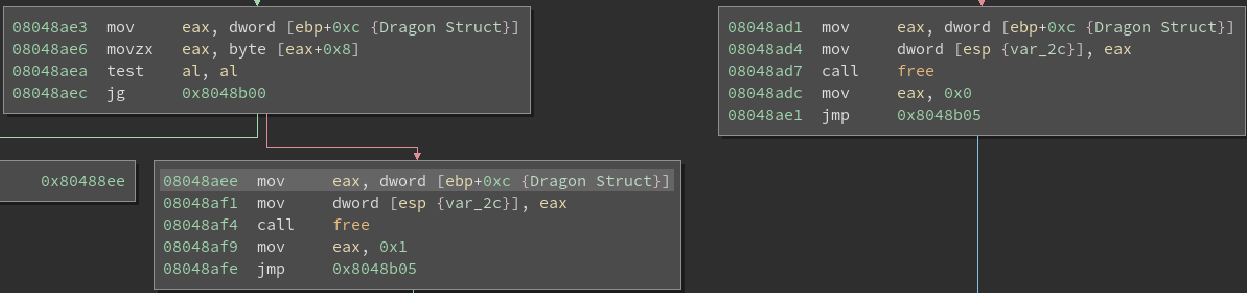 08048ae3 mov eax, dword [ebp+0xc {Dragon Struct}]
08048ae6 movzx eax, byte [eax+0x8]
08048aea test al, al
08048aec jg 0x8048b00
08048ad1 mov eax, dword [ebp+0xc {Dragon Struct}]
08048ad4 mov dword [esp {var_2c}], eax
08048ad7 call free
08048adc mov eax, 0x0
08048ae1 jmp 0x8048b05
0x80488ee
08048aee mov eax, dword [ebp+0xc {Dragon Struct}]
08048af1 mov dword [esp {var_2c}], eax
08048af4 call free
08048af9 mov eax, 0x1
08048afe jmp 0x8048b05